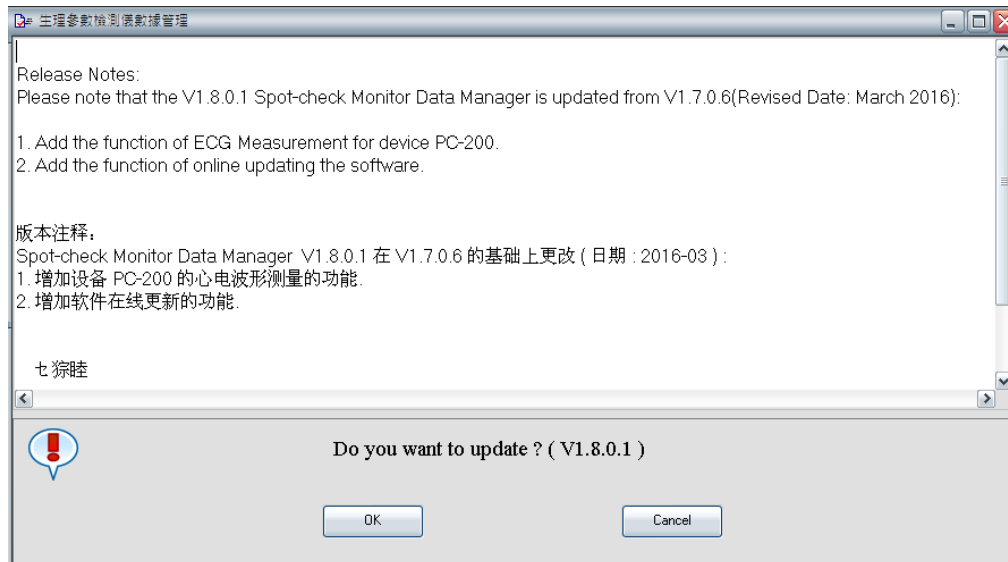 生理參數檢測儀數據管理
Release Notes:
Please note that the V1.8.0.1 Spot-check Monitor Data Manager is updated from V1.7.0.6(Revised Date: March 2016):
1. Add the function of ECG Measurement for device PC-200.
2. Add the function of online updating the software.
版本注释：
Spot-check Monitor Data Manager V1.8.0.1 在 V1.7.0.6 的基础上更改 ( 日期 : 2016-03 ) :
1. 增加设备 PC-200 的心电波形测量的功能.
2. 增加软件在线更新的功能.
セ猔睦
Do you want to update ? ( V1.8.0.1 )
OK
Cancel